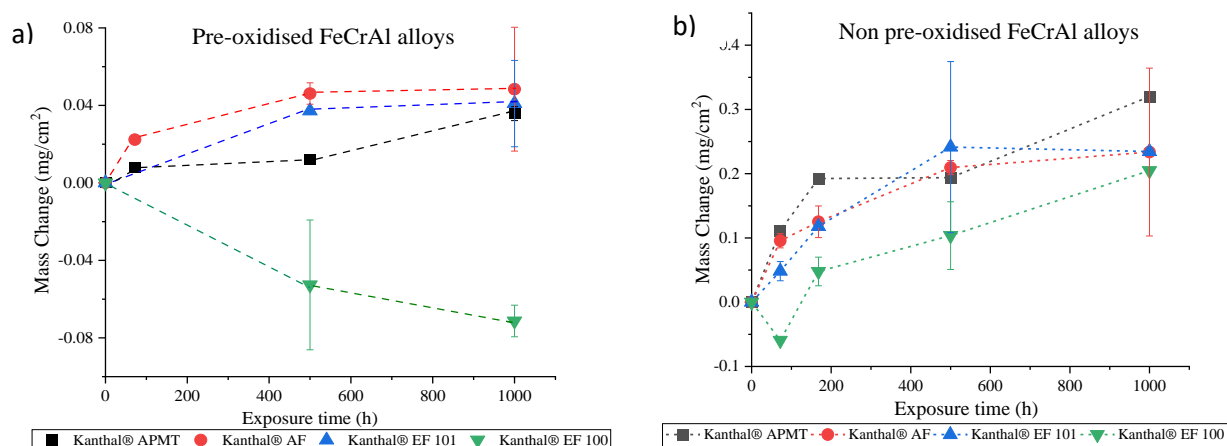 a)
Pre-oxidised FeCrAl alloys
0.08
0.04
0.00
-0.04
-0.08
Mass Change (mg/cm²)
0 200 400 600 800 1000
Exposure time (h)
Kanthal® APMT Kanthal® AF Kanthal® EF 101 Kanthal® EF 100
b)
Non pre-oxidised FeCrAl alloys
0.4
0.3
0.2
0.1
0.0
-0.1
Mass Change (mg/cm²)
0 200 400 600 800 1000
Exposure time (h)
Kanthal® APMT Kanthal® AF Kanthal® EF 101 Kanthal® EF 100